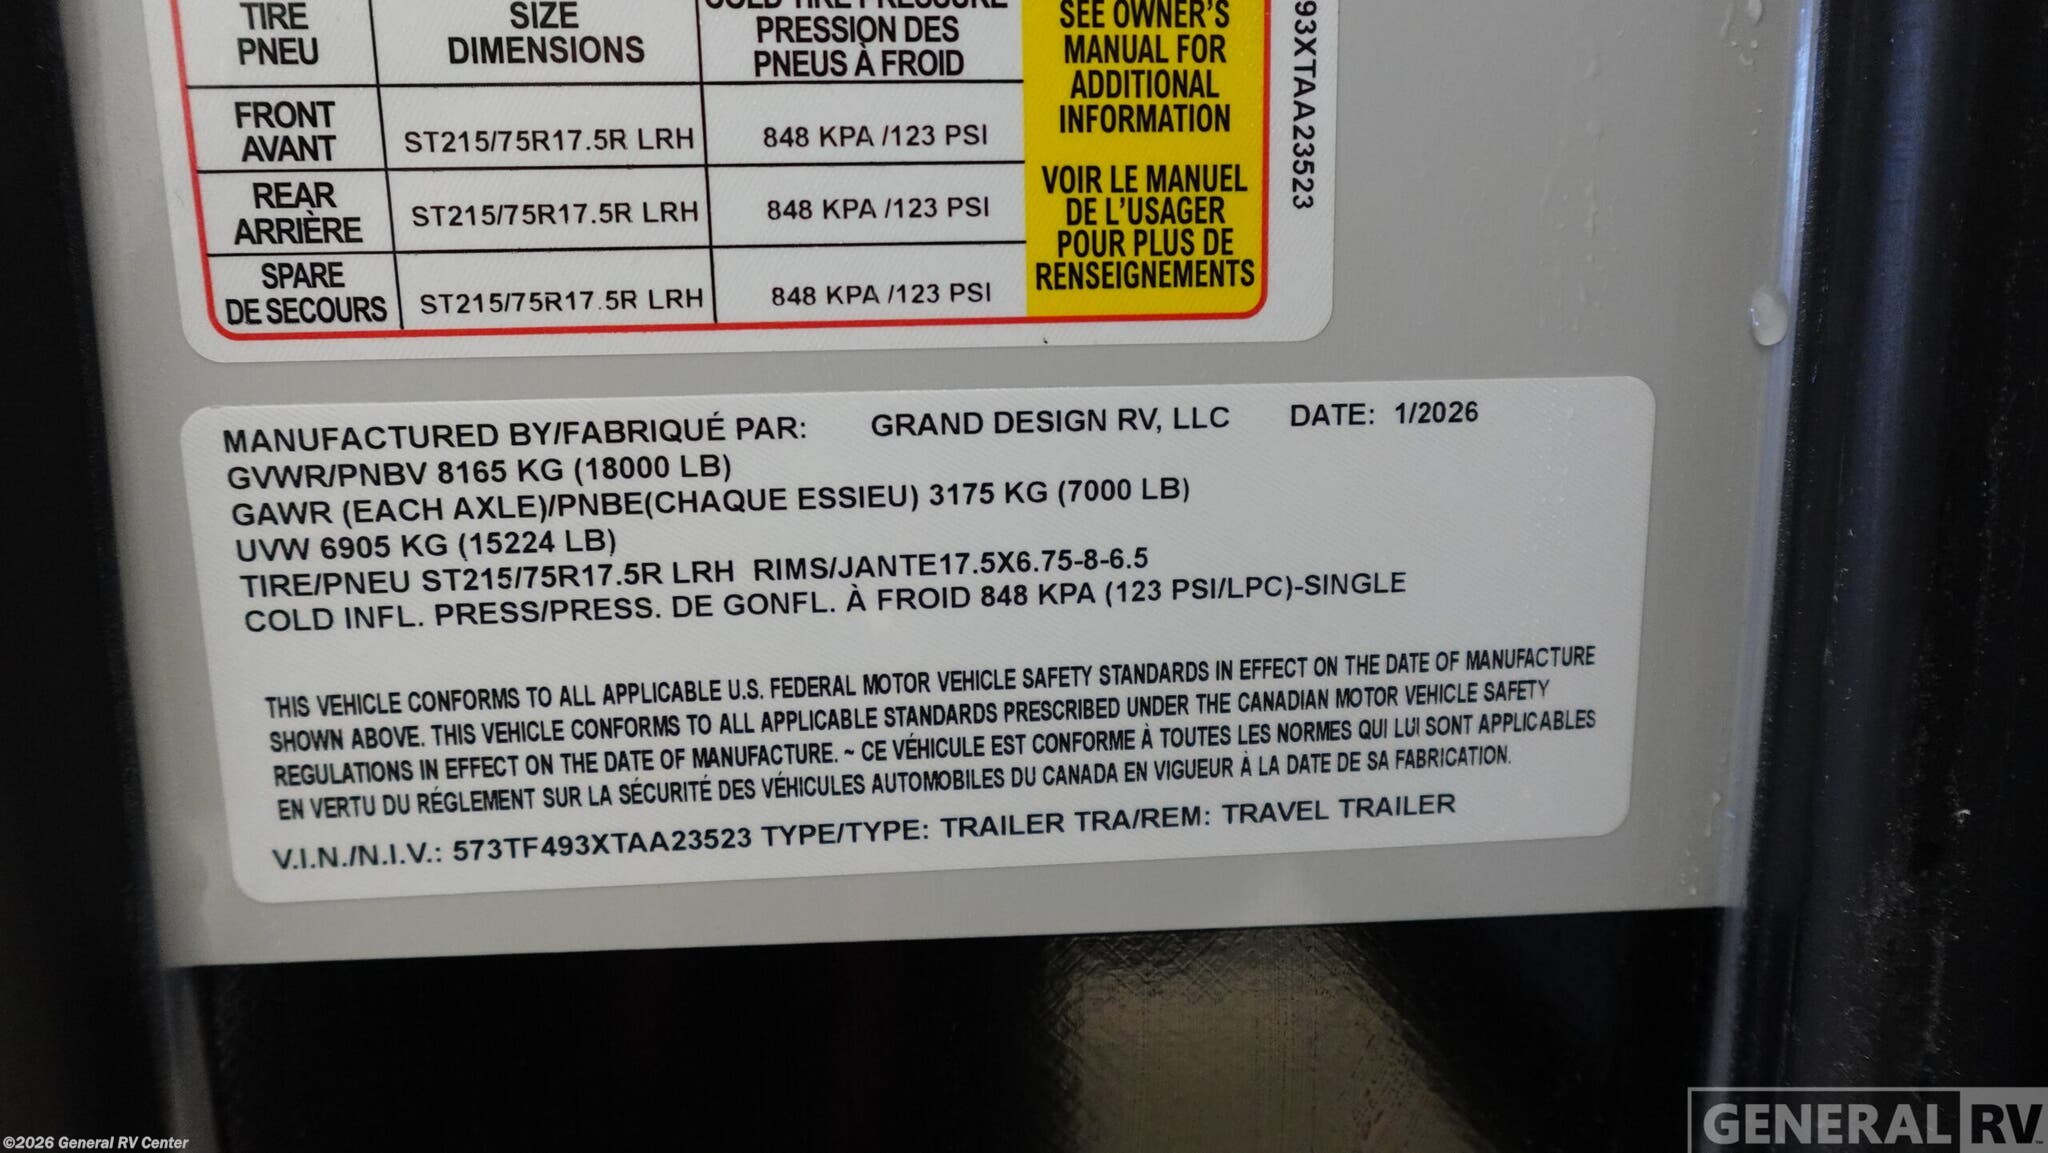 TIRE
PNEU
SIZE
DIMENSIONS
COLD TIRE PRESSURE
PRESSION DES
PNEUS À FROID
FRONT
AVANT
ST215/75R17.5R LRH
848 KPA /123 PSI
REAR
ARRIÈRE
ST215/75R17.5R LRH
848 KPA /123 PSI
SPARE
DE SECOURS
ST215/75R17.5R LRH
848 KPA /123 PSI
SEE OWNER'S
MANUAL FOR
ADDITIONAL
INFORMATION
VOIR LE MANUEL
DE L'USAGER
POUR PLUS DE
RENSEIGNEMENTS
93XTAA23523
MANUFACTURED BY/FABRIQUÉ PAR: GRAND DESIGN RV, LLC DATE: 1/2026
GVWR/PNBV 8165 KG (18000 LB)
GAWR (EACH AXLE)/PNBE(CHAQUE ESSIEU) 3175 KG (7000 LB)
UVW 6905 KG (15224 LB)
TIRE/PNEU ST215/75R17.5R LRH RIMS/JANTE17.5X6.75-8-6.5
COLD INFL. PRESS/PRESS. DE GONFL. À FROID 848 KPA (123 PSI/LPC)-SINGLE
THIS VEHICLE CONFORMS TO ALL APPLICABLE U.S. FEDERAL MOTOR VEHICLE SAFETY STANDARDS IN EFFECT ON THE DATE OF MANUFACTURE
SHOWN ABOVE. THIS VEHICLE CONFORMS TO ALL APPLICABLE STANDARDS PRESCRIBED UNDER THE CANADIAN MOTOR VEHICLE SAFETY
REGULATIONS IN EFFECT ON THE DATE OF MANUFACTURE. ~ CE VÉHICULE EST CONFORME À TOUTES LES NORMES QUI LUI SONT APPLICABLES
EN VERTU DU RÉGLEMENT SUR LA SÉCURITÉ DES VÉHICULES AUTOMOBILES DU CANADA EN VIGUEUR À LA DATE DE SA FABRICATION.
V.I.N./N.I.V.: 573TF493XTAA23523 TYPE/TYPE: TRAILER TRA/REM: TRAVEL TRAILER
©2026 General RV Center
GENERAL RV